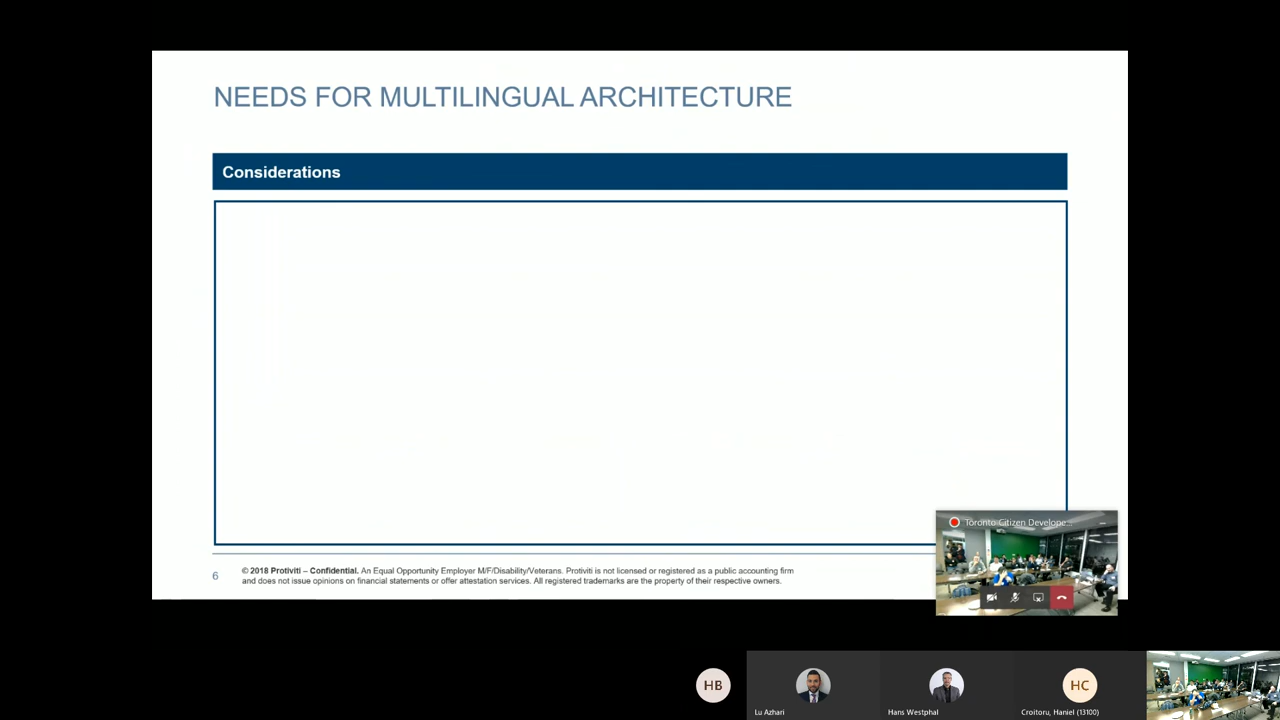 NEEDS FOR MULTILINGUAL ARCHITECTURE
Considerations
6
© 2018 Protiviti – Confidential. An Equal Opportunity Employer M/F/Disability/Veterans. Protiviti is not licensed or registered as a public accounting firm
and does not issue opinions on financial statements or offer attestation services. All registered trademarks are the property of their respective owners.
Toronto Citizen Develope...
HB
Lu Azhari
Hans Westphal
HC
Croitoru, Haniel (13100)